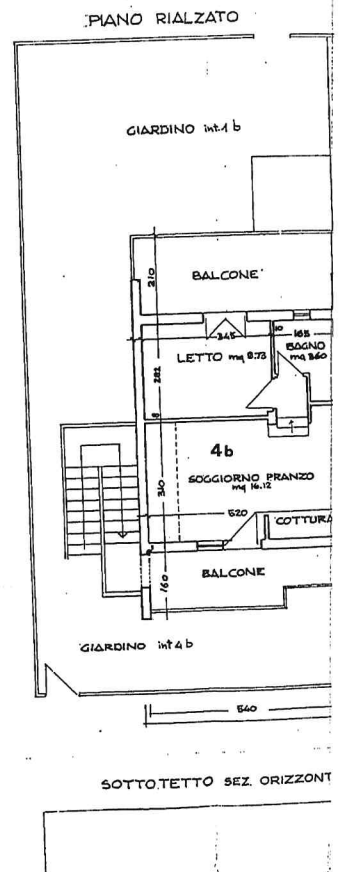 PIANO RIALZATO
GIARDINO int.1 b
BALCONE
210
345
10
165
LETTO mq 9.73
BAGNO
mq 3.60
282
8
4b
SOGGIORNO PRANZO
mq 16.12
310
520
COTTURA
BALCONE
160
GIARDINO int 4 b
540
SOTTO.TETTO SEZ. ORIZZONT